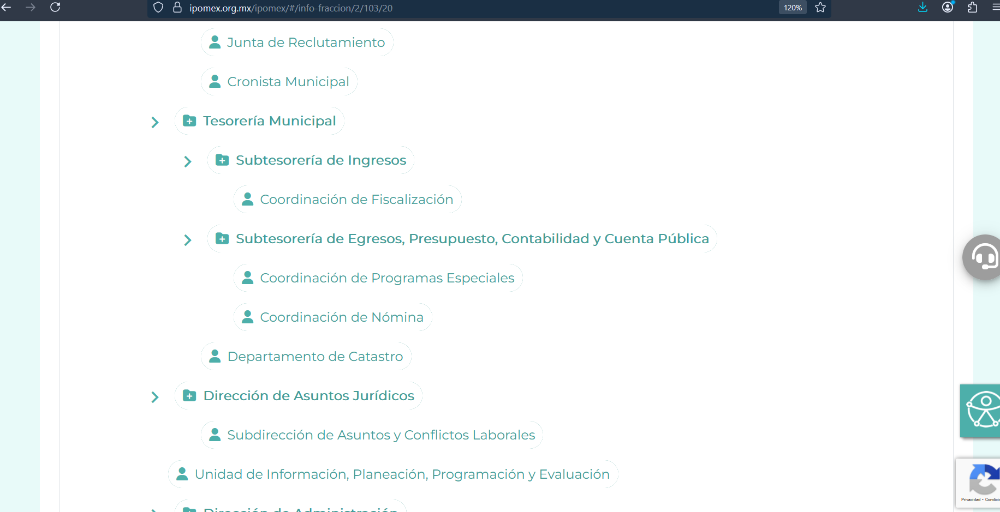 ipomex.org.mx/ipomex/#/info-fraccion/2/103/20
120%
Junta de Reclutamiento
Cronista Municipal
Tesorería Municipal
Subtesorería de Ingresos
Coordinación de Fiscalización
Subtesorería de Egresos, Presupuesto, Contabilidad y Cuenta Pública
Coordinación de Programas Especiales
Coordinación de Nómina
Departamento de Catastro
Dirección de Asuntos Jurídicos
Subdirección de Asuntos y Conflictos Laborales
Unidad de Información, Planeación, Programación y Evaluación
Dirección de Administración
Privacidad - Condicio